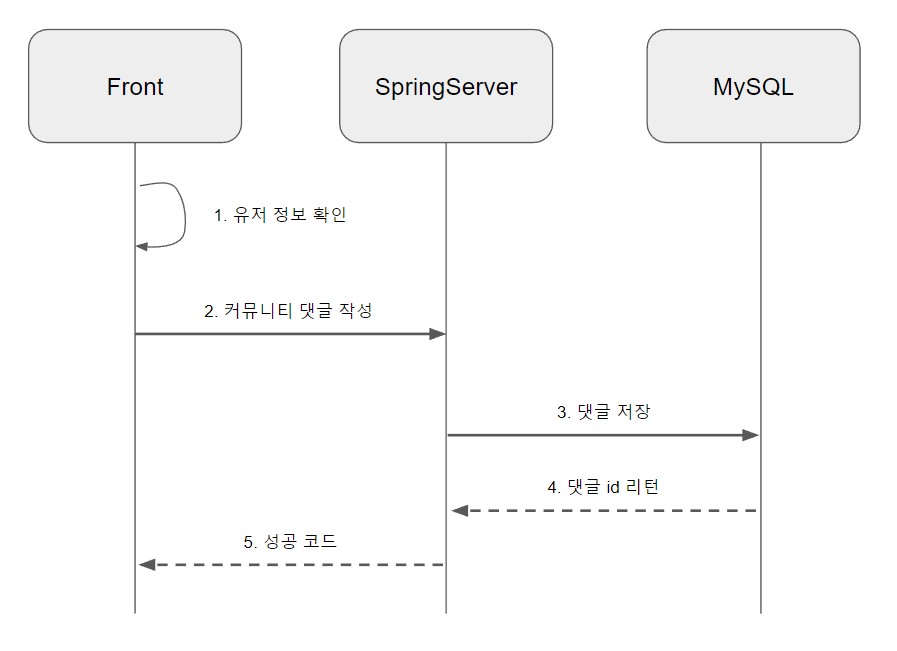 Front
SpringServer
MySQL
1. 유저 정보 확인
2. 커뮤니티 댓글 작성
3. 댓글 저장
4. 댓글 id 리턴
5. 성공 코드